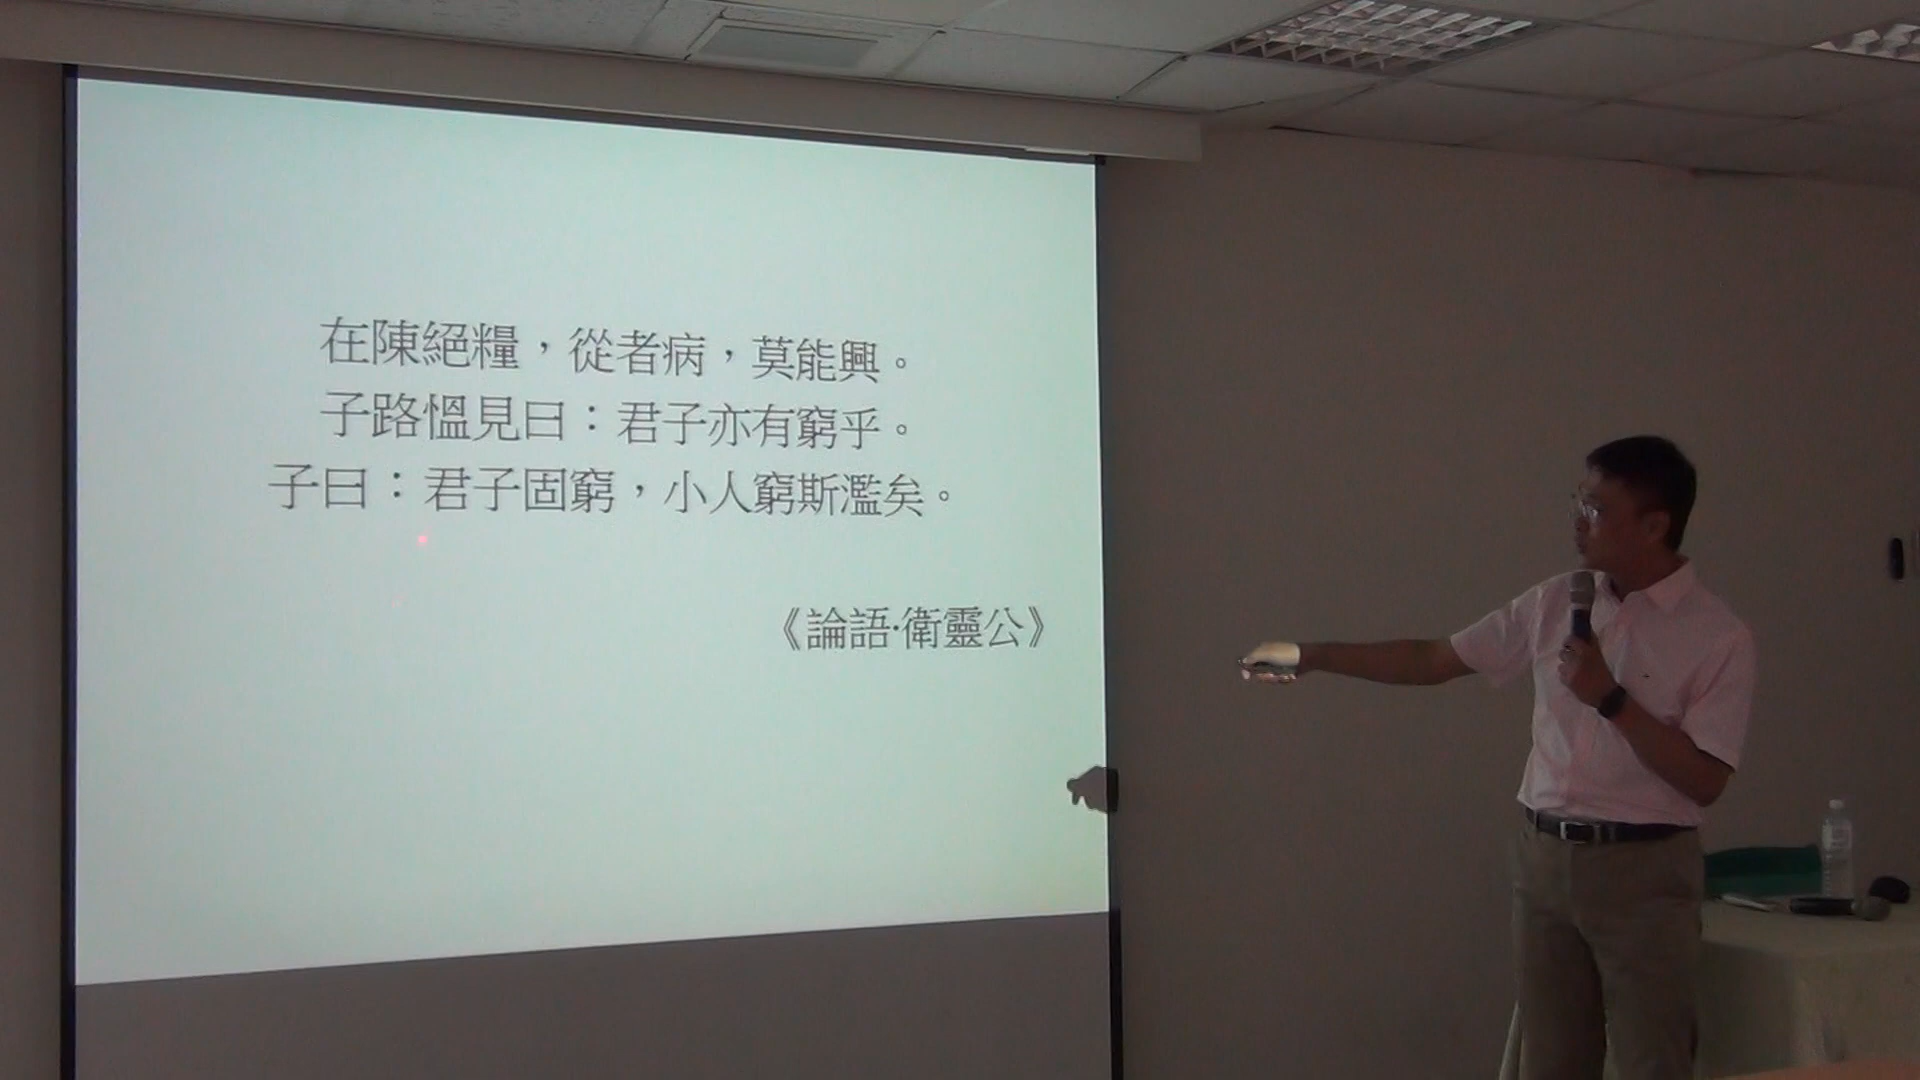 在陳絕糧，從者病，莫能興。
子路慍見曰：君子亦有窮乎。
子曰：君子固窮，小人窮斯濫矣。
《論語·衛靈公》